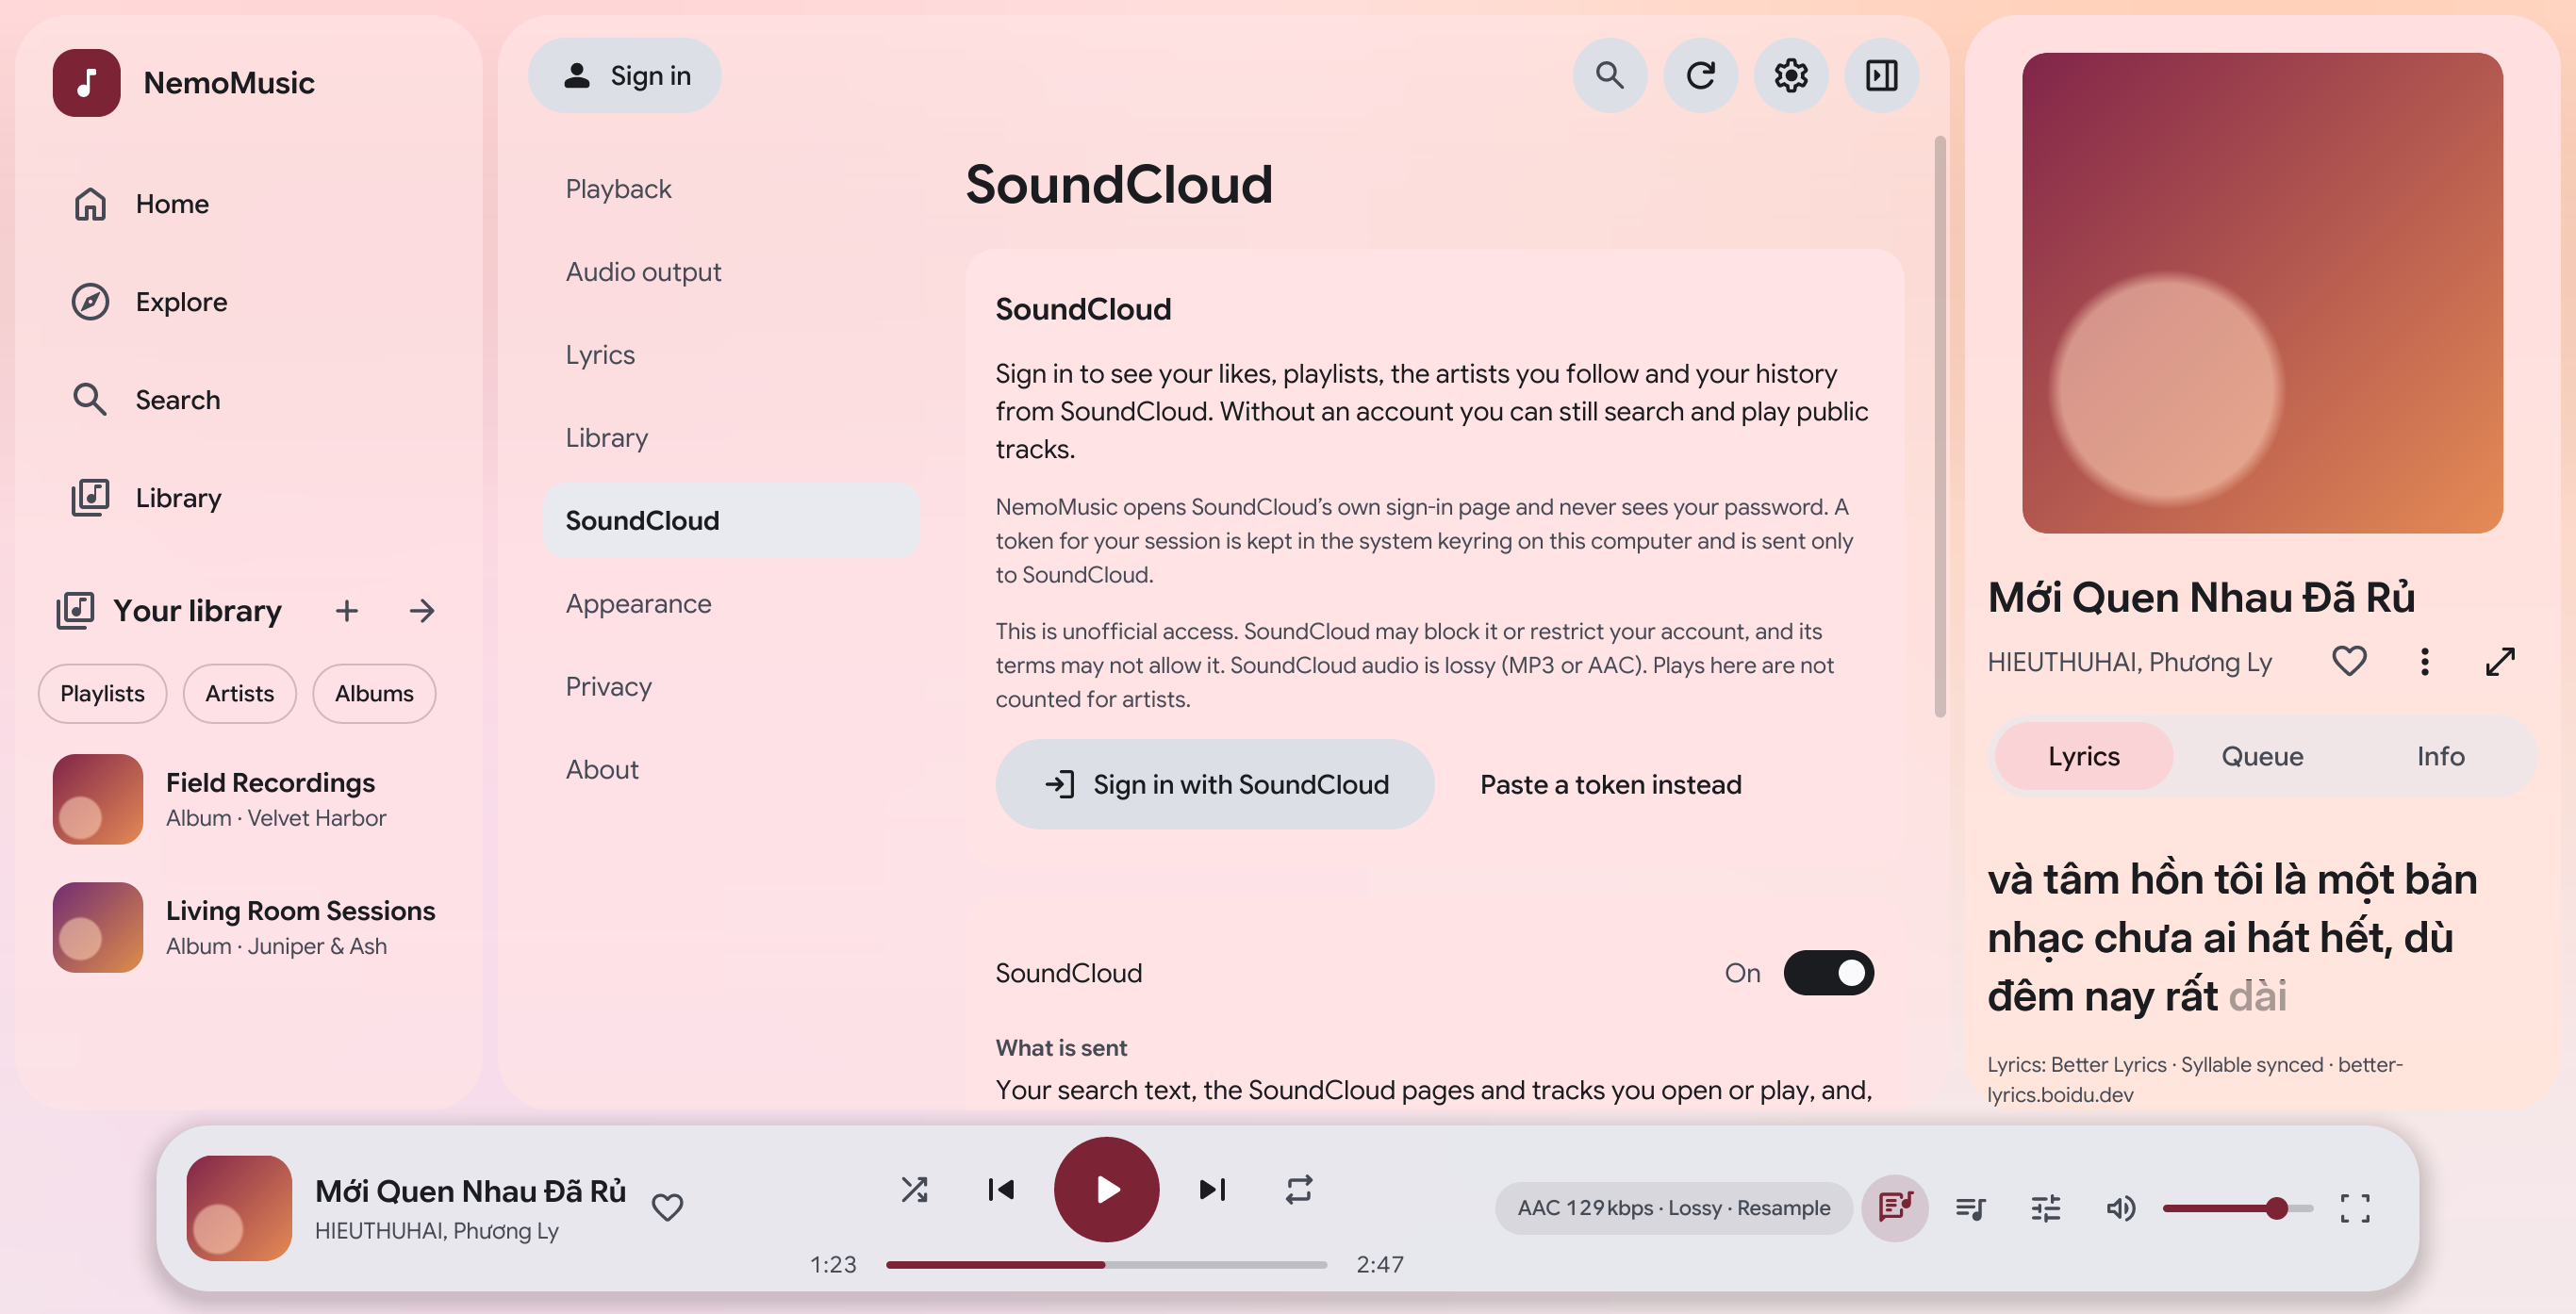 NemoMusic
Home
Explore
Search
Library
Your library
Playlists
Artists
Albums
Field Recordings
Album · Velvet Harbor
Living Room Sessions
Album · Juniper & Ash
Sign in
Playback
Audio output
Lyrics
Library
SoundCloud
Appearance
Privacy
About
SoundCloud
SoundCloud
Sign in to see your likes, playlists, the artists you follow and your history
from SoundCloud. Without an account you can still search and play public
tracks.
NemoMusic opens SoundCloud’s own sign-in page and never sees your password. A
token for your session is kept in the system keyring on this computer and is sent only
to SoundCloud.
This is unofficial access. SoundCloud may block it or restrict your account, and its
terms may not allow it. SoundCloud audio is lossy (MP3 or AAC). Plays here are not
counted for artists.
Sign in with SoundCloud
Paste a token instead
SoundCloud
On
What is sent
Your search text, the SoundCloud pages and tracks you open or play, and,
Mới Quen Nhau Đã Rủ
HIEUTHUHAI, Phương Ly
Lyrics
Queue
Info
và tâm hồn tôi là một bản
nhạc chưa ai hát hết, dù
đêm nay rất dài
Lyrics: Better Lyrics · Syllable synced · better-
lyrics.boidu.dev
Mới Quen Nhau Đã Rủ
HIEUTHUHAI, Phương Ly
1:23
2:47
AAC 129 kbps · Lossy · Resample